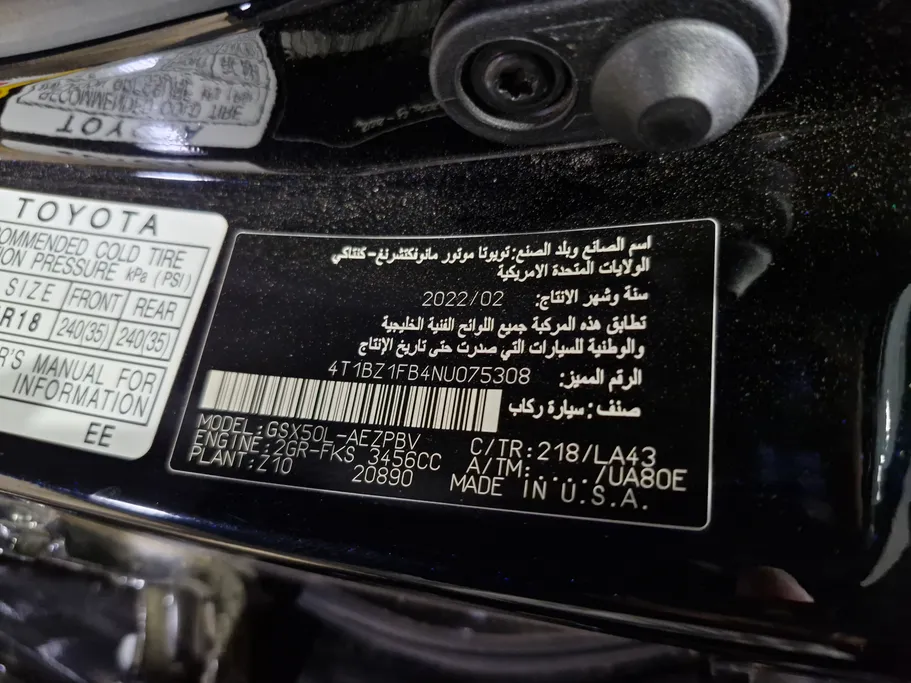 TOYOTA
OMMENDED COLD TIRE
ION PRESSURE kPa (PSI)
SIZE FRONT REAR
R18 240(35) 240(35)
R'S MANUAL FOR
INFORMATION
EE
اسم الصانع وبلد الصنع: تويوتا موتور مانوفكتشرنغ- كنتاكي
الولايات المتحدة الامريكية
سنة وشهر الانتاج: 2022/02
تطابق هذه المركبة جميع اللوائح الفنية الخليجية
والوطنية للسيارات التي صدرت حتى تاريخ الإنتاج
الرقم المميز: 4T1BZ1FB4NU075308
صنف : سيارة ركاب
MODEL: GSX50L-AEZPBV
ENGINE: 2GR-FKS 3456CC
PLANT: Z10 20890
C/TR: 218/LA43
A/TM: . . . . /UA80E
MADE IN U.S.A.